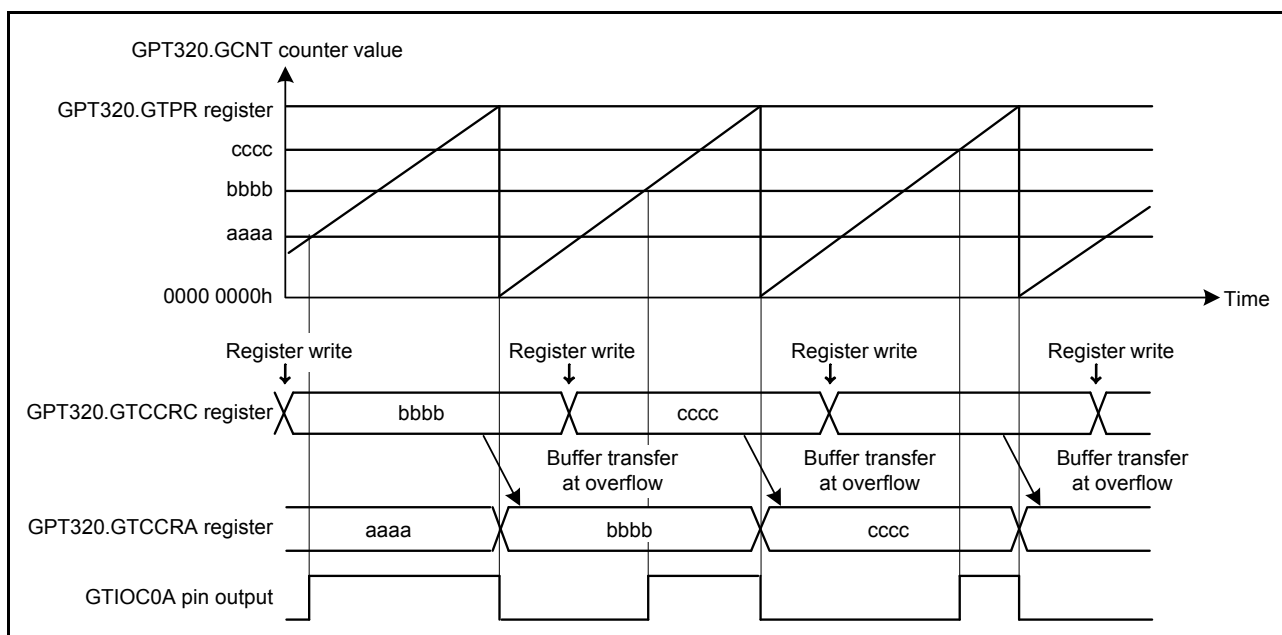 GPT320.GCNT counter value
GPT320.GTPR register
cccc
bbbb
aaaa
0000 0000h
Time
Register write
Register write
Register write
Register write
GPT320.GTCCRC register
bbbb
cccc
Buffer transfer
at overflow
Buffer transfer
at overflow
Buffer transfer
at overflow
GPT320.GTCCRA register
aaaa
bbbb
cccc
GTIOC0A pin output